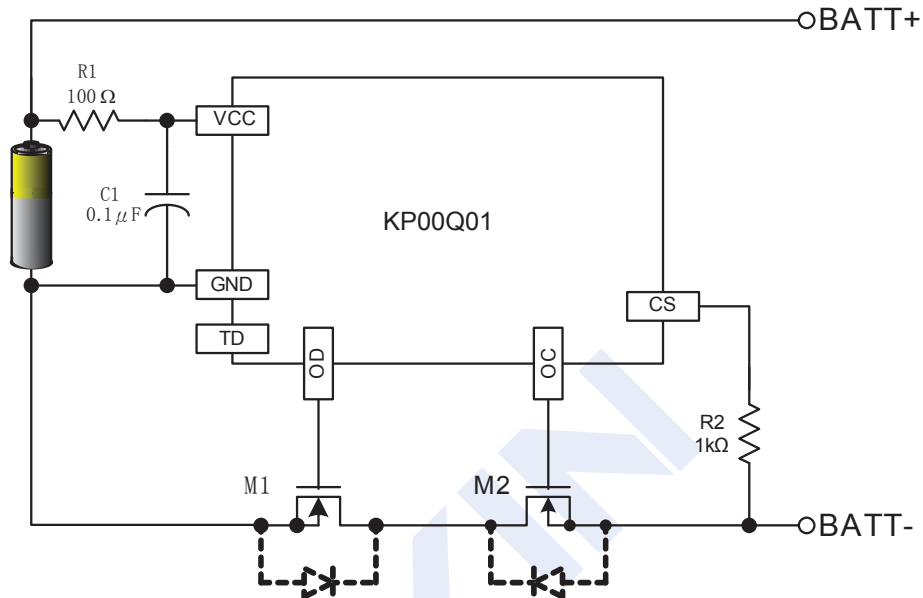 BATT+
R1
100Ω
VCC
C1
0.1μF
KP00Q01
GND
CS
TD
OD
OC
R2
1kΩ
M1
M2
BATT-